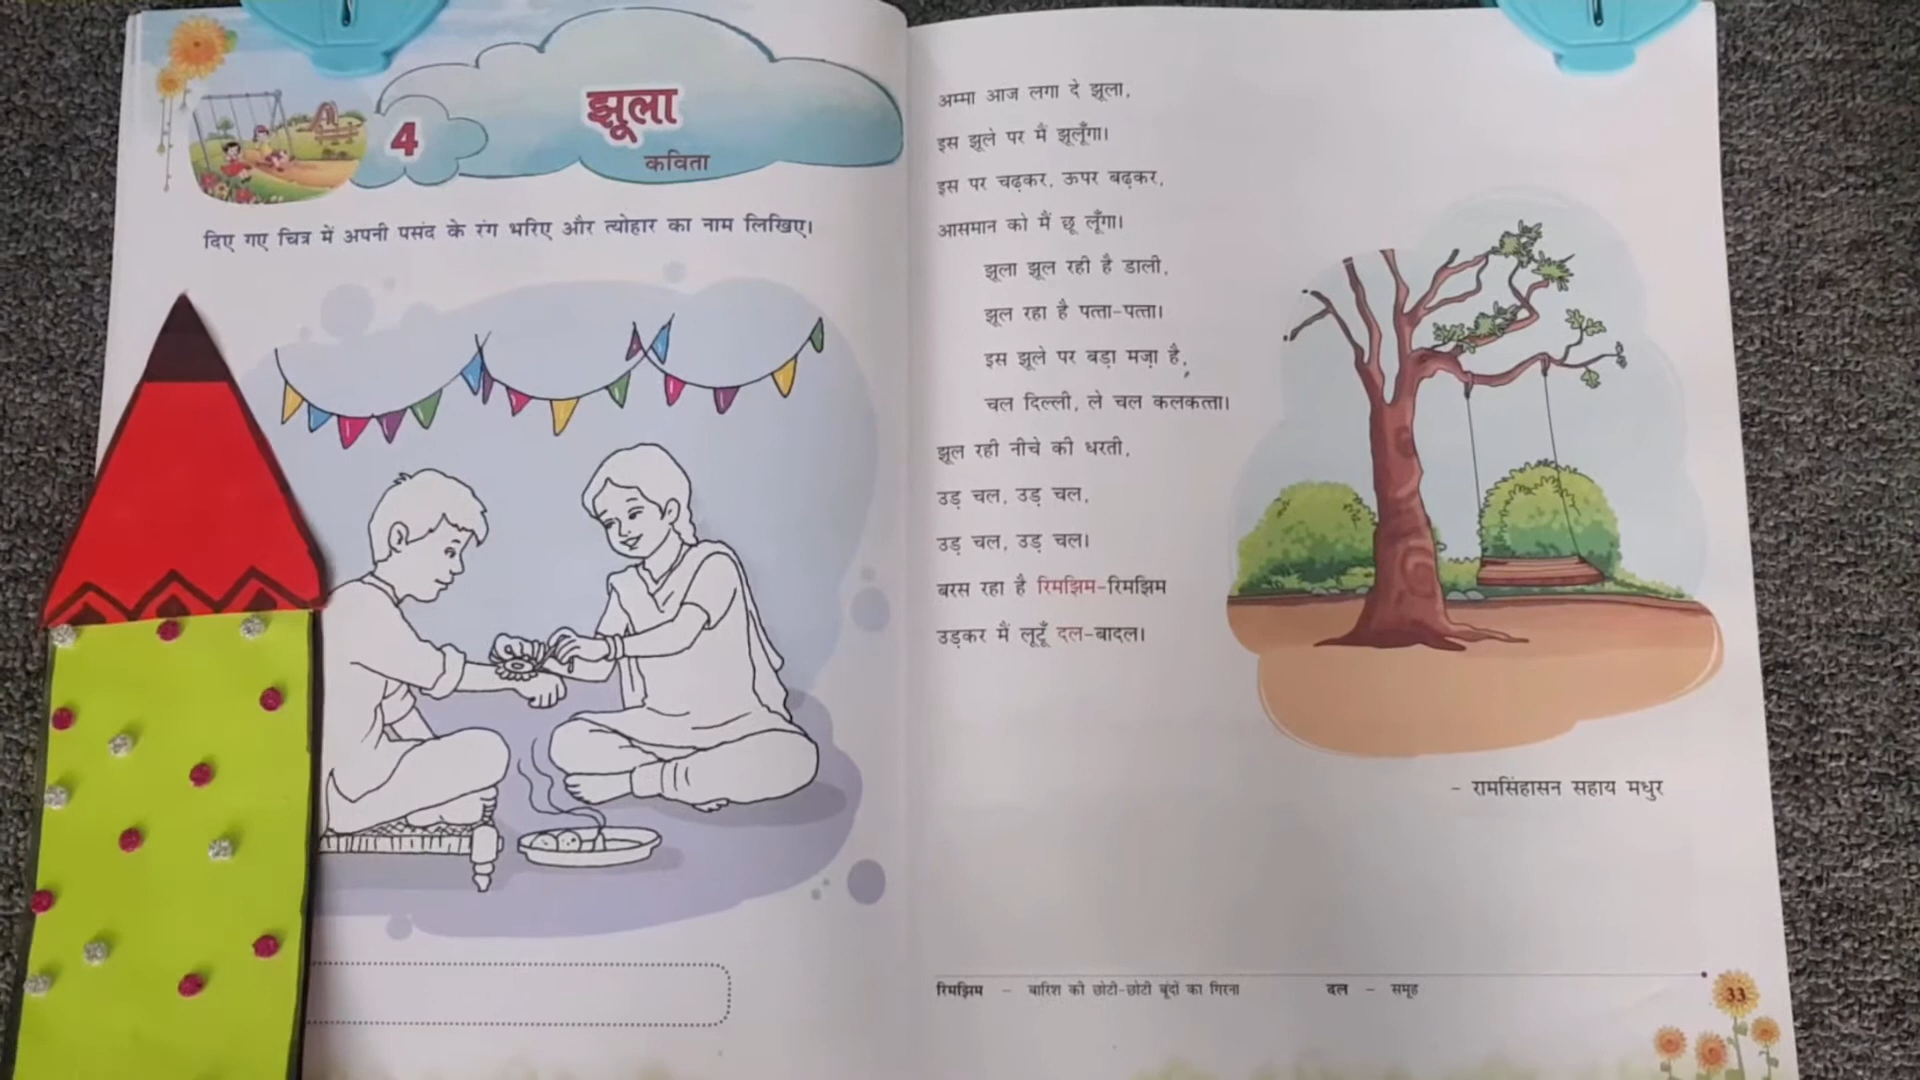 4
झूला
कविता
दिए गए चित्र में अपनी पसंद के रंग भरिए और त्योहार का नाम लिखिए।
अम्मा आज लगा दे झूला,
इस झूले पर मैं झूलूँगा।
इस पर चढ़कर, ऊपर बढ़कर,
आसमान को मैं छू लूँगा।
झूला झूल रही है डाली,
झूल रहा है पत्ता-पत्ता।
इस झूले पर बड़ा मज़ा है,
चल दिल्ली, ले चल कलकत्ता।
झूल रही नीचे की धरती,
उड़ चल, उड़ चल,
उड़ चल, उड़ चल।
बरस रहा है रिमझिम-रिमझिम
उड़कर मैं लूटूँ दल-बादल।
- रामसिंहासन सहाय मधुर
रिमझिम - बारिश की छोटी-छोटी बूंदों का गिरना दल - समूह
33